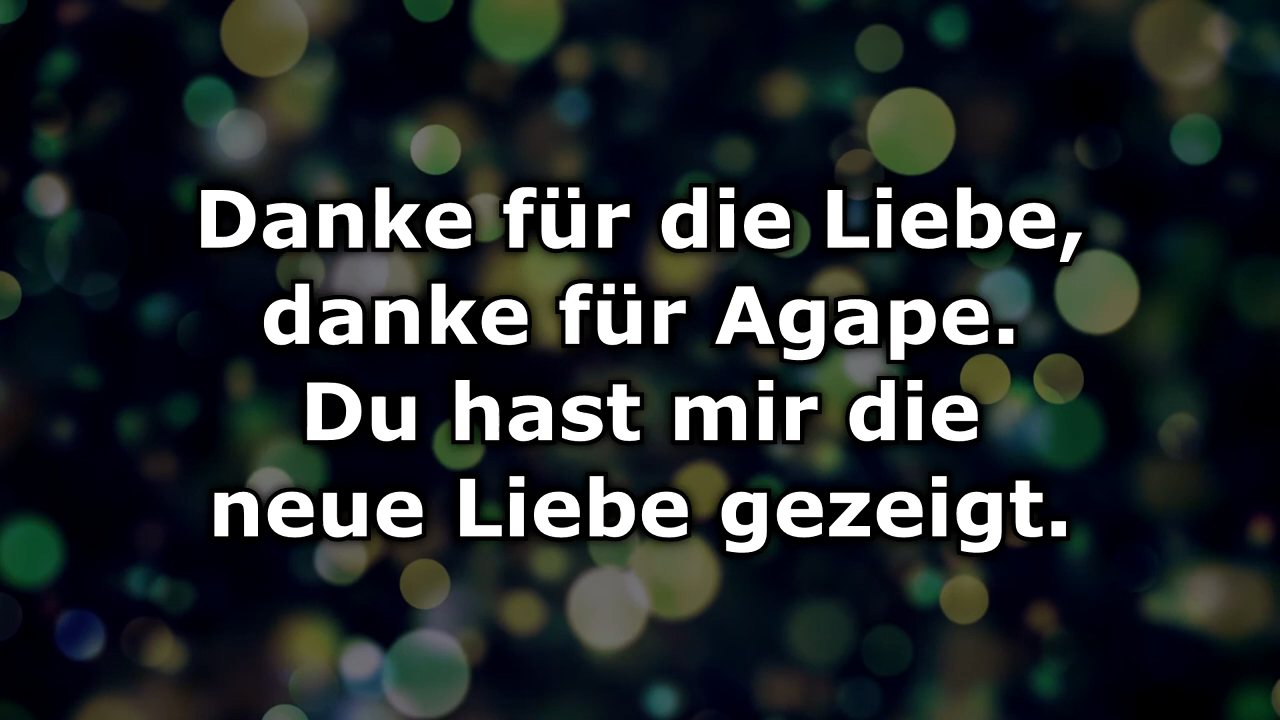 Danke für die Liebe,
danke für Agape.
Du hast mir die
neue Liebe gezeigt.